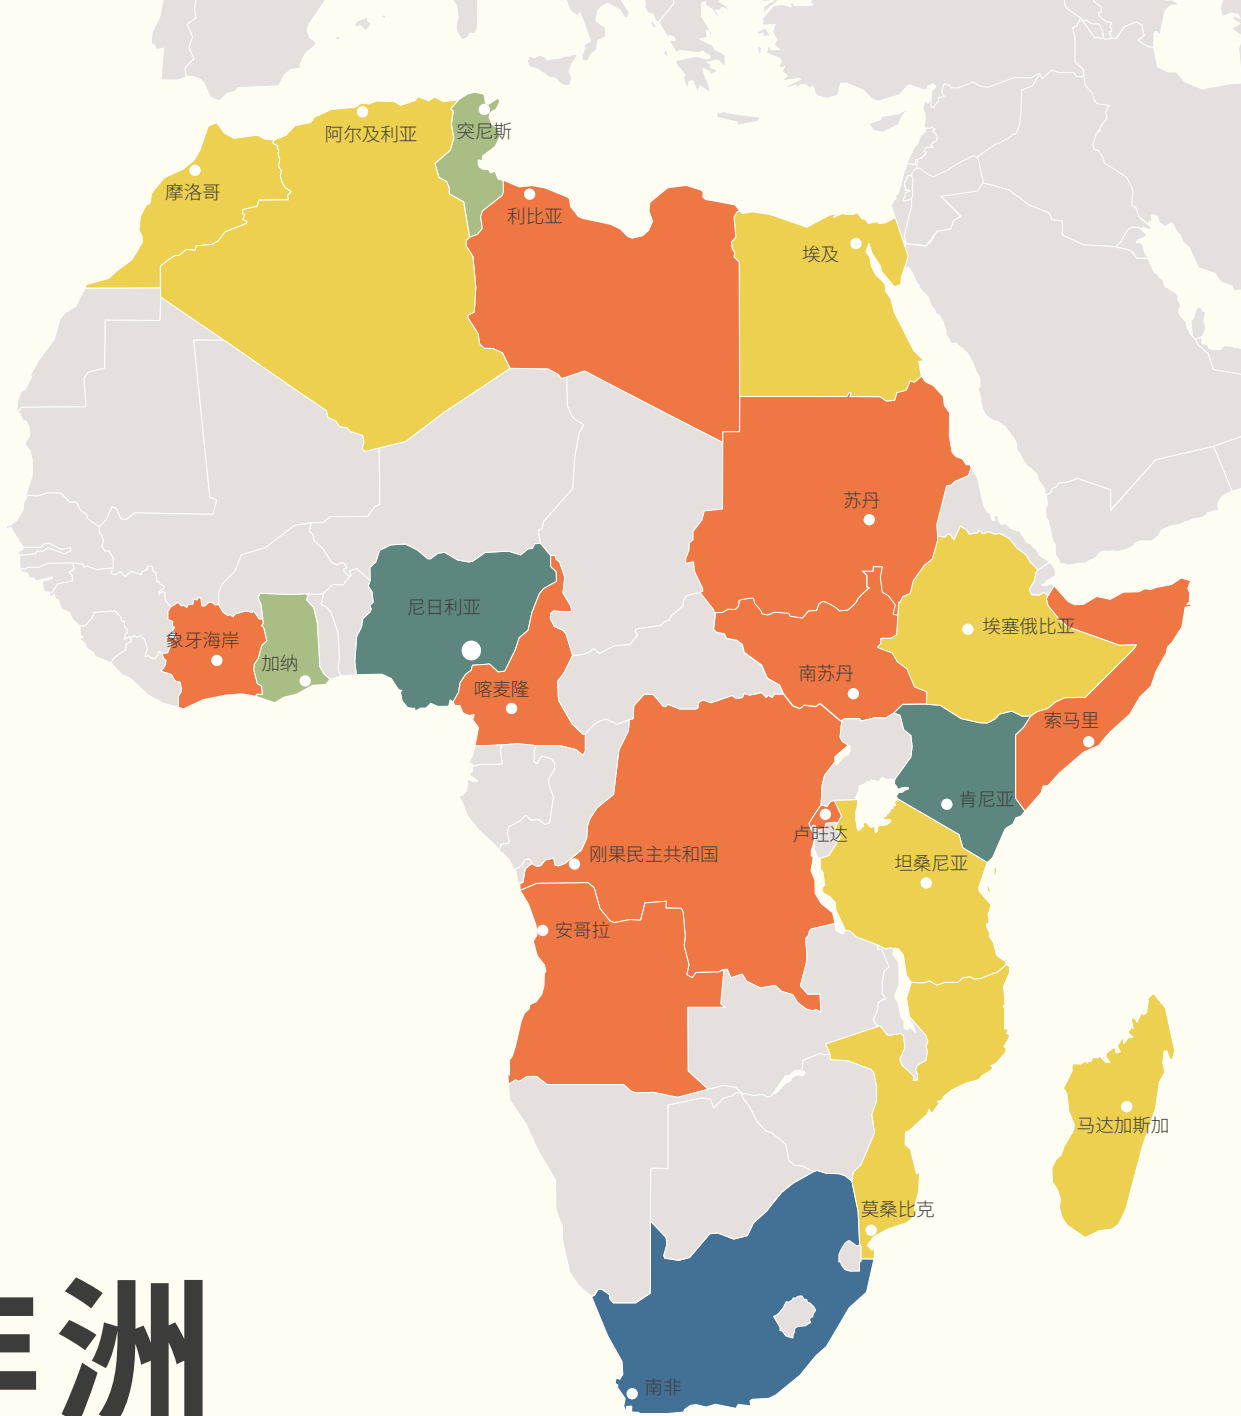 突尼斯
阿尔及利亚
摩洛哥
利比亚
埃及
苏丹
尼日利亚
埃塞俄比亚
象牙海岸
加纳
南苏丹
喀麦隆
索马里
肯尼亚
卢旺达
刚果民主共和国
坦桑尼亚
安哥拉
马达加斯加
莫桑比克
洲
南非